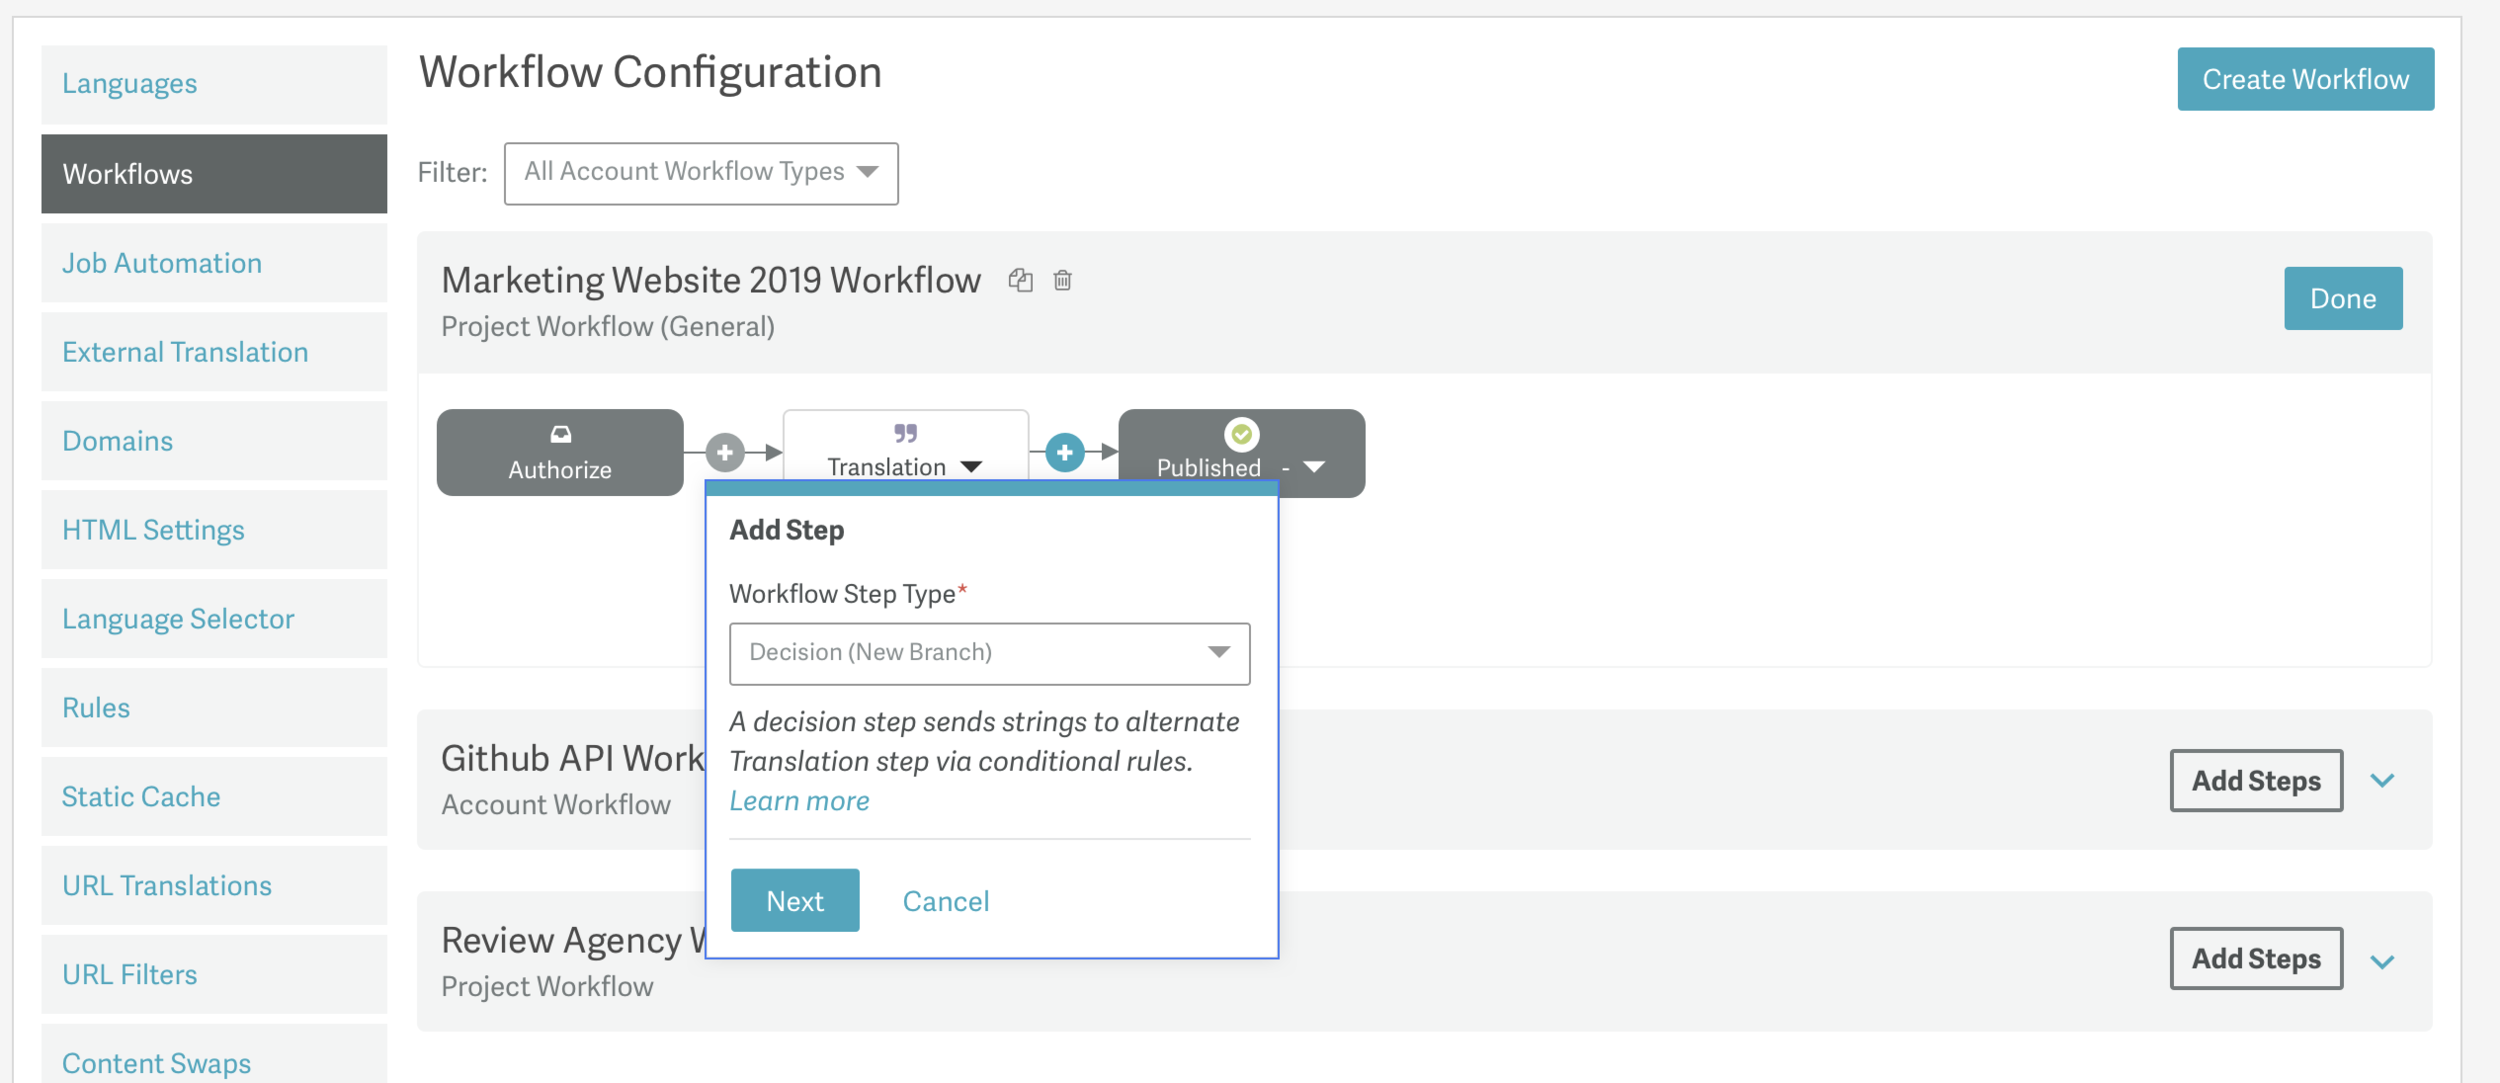 Languages
Workflows
Job Automation
External Translation
Domains
HTML Settings
Language Selector
Rules
Static Cache
URL Translations
URL Filters
Content Swaps
Workflow Configuration
Create Workflow
Filter: All Account Workflow Types
Marketing Website 2019 Workflow
Project Workflow (General)
Done
Authorize
Translation
Published -
Add Step
Workflow Step Type*
Decision (New Branch)
A decision step sends strings to alternate
Translation step via conditional rules.
Learn more
Next Cancel
Github API Work
Account Workflow
Add Steps
Review Agency
Project Workflow
Add Steps